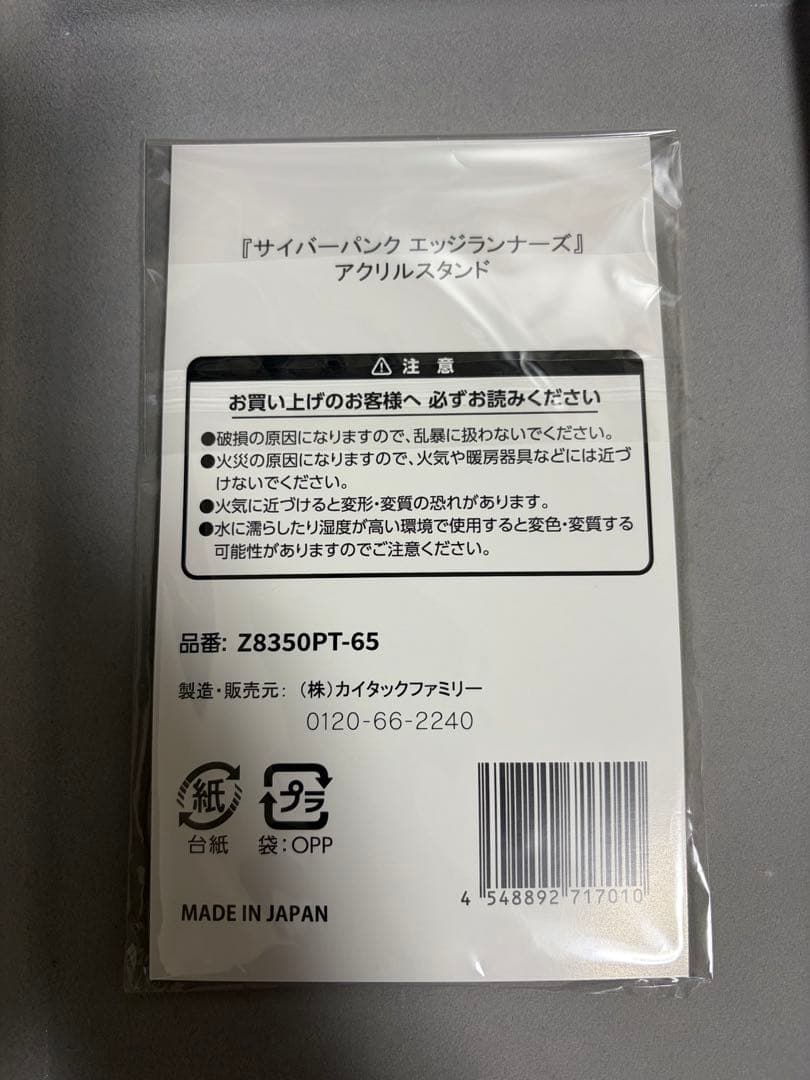 『サイバーパンク エッジランナーズ』
アクリルスタンド
⚠ 注 意
お買い上げのお客様へ 必ずお読みください
●破損の原因になりますので、乱暴に扱わないでください。
●火災の原因になりますので、火気や暖房器具などには近づ
けないでください。
●火気に近づけると変形・変質の恐れがあります。
●水に濡らしたり湿度が高い環境で使用すると変色・変質する
可能性がありますのでご注意ください。
品番: Z8350PT-65
製造・販売元: (株)カイタックファミリー
0120-66-2240
紙 プラ
台紙 袋:OPP
4 548892 717010
MADE IN JAPAN